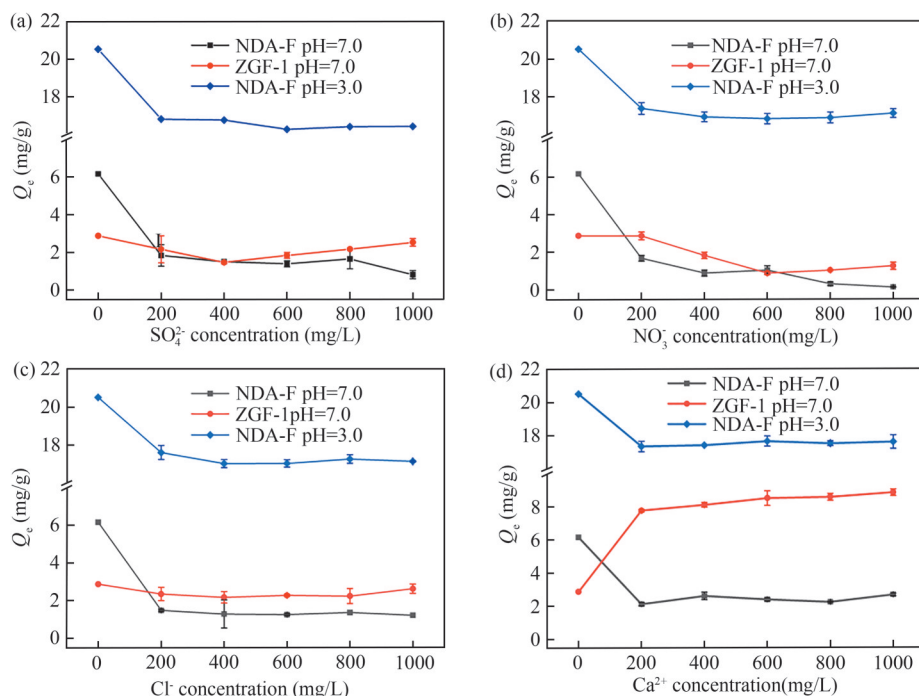 (a)
NDA-F pH=7.0
ZGF-1 pH=7.0
NDA-F pH=3.0
22
20
18
6
4
2
0
Qe (mg/g)
0 200 400 600 800 1000
SO₄²⁻ concentration (mg/L)
(b)
NDA-F pH=7.0
ZGF-1 pH=7.0
NDA-F pH=3.0
22
20
18
6
4
2
0
Qe (mg/g)
0 200 400 600 800 1000
NO₃⁻ concentration(mg/L)
(c)
NDA-F pH=7.0
ZGF-1pH=7.0
NDA-F pH=3.0
22
20
18
6
4
2
0
Qe (mg/g)
0 200 400 600 800 1000
Cl⁻ concentration (mg/L)
(d)
NDA-F pH=7.0
ZGF-1 pH=7.0
NDA-F pH=3.0
22
20
18
8
6
4
2
0
Qe (mg/g)
0 200 400 600 800 1000
Ca²⁺ concentration(mg/L)